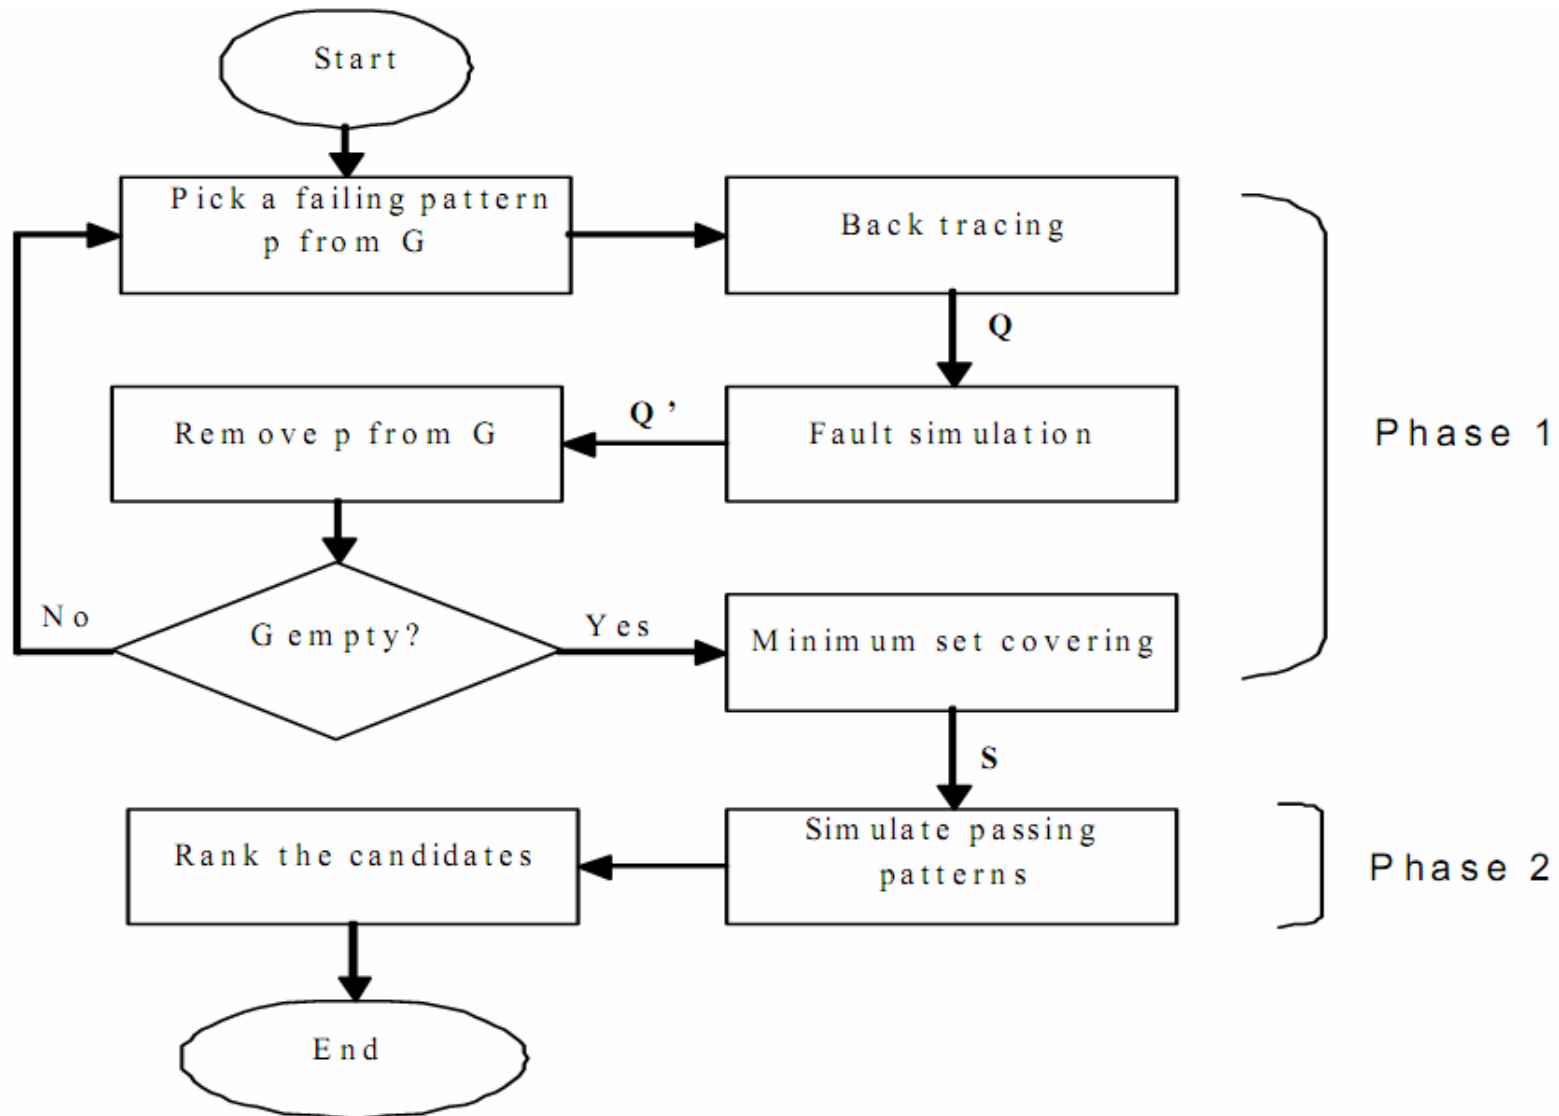 Start
Pick a failing pattern
p from G
Back tracing
Q
Fault simulation
Q'
Remove p from G
Phase 1
G empty?
No
Yes
Minimum set covering
S
Simulate passing
patterns
Rank the candidates
Phase 2
End